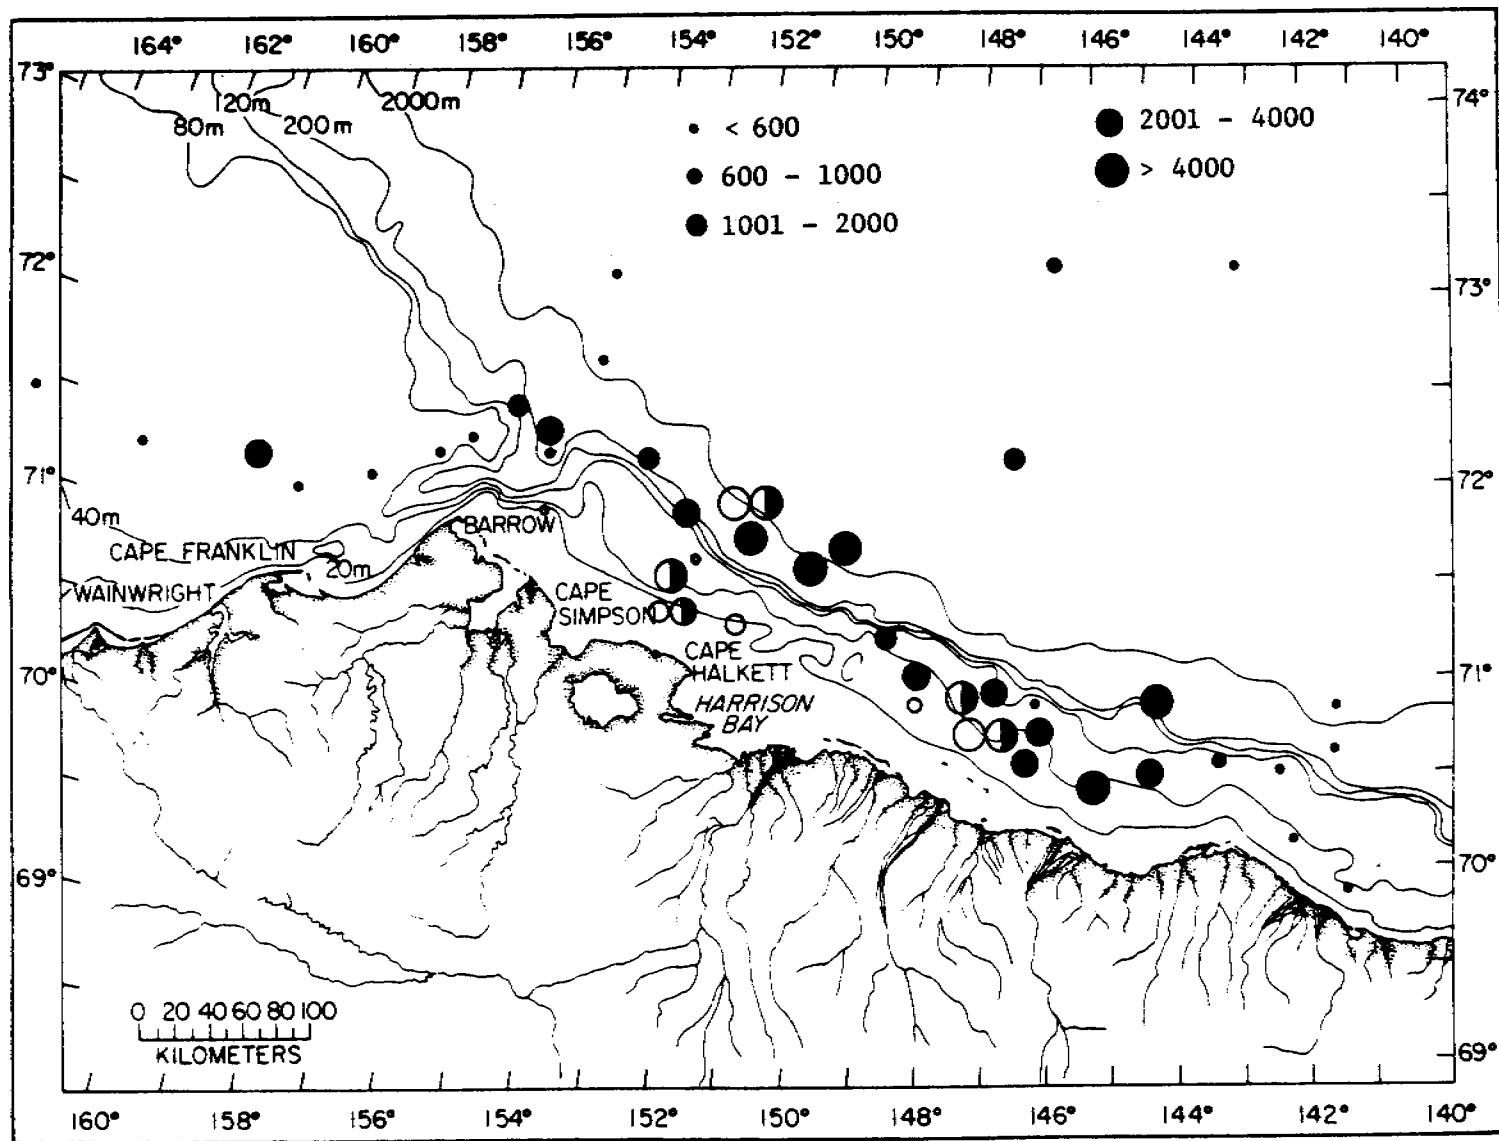 164° 162° 160° 158° 156° 154° 152° 150° 148° 146° 144° 142° 140°
73°
74°
120m
2000m
80m
200m
< 600
2001 - 4000
600 - 1000
> 4000
1001 - 2000
72°
73°
71°
72°
40m
BARROW
CAPE FRANKLIN
20m
WAINWRIGHT
CAPE
SIMPSON
CAPE
HALKETT
70°
71°
HARRISON
BAY
69°
70°
0 20 40 60 80 100
KILOMETERS
69°
160° 158° 156° 154° 152° 150° 148° 146° 144° 142° 140°